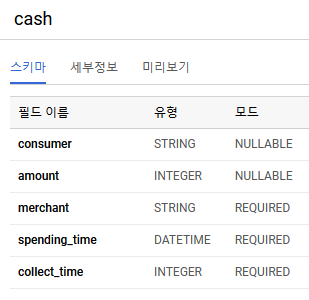 cash
스키마 세부정보 미리보기
필드 이름 유형 모드
consumer STRING NULLABLE
amount INTEGER NULLABLE
merchant STRING REQUIRED
spending_time DATETIME REQUIRED
collect_time INTEGER REQUIRED